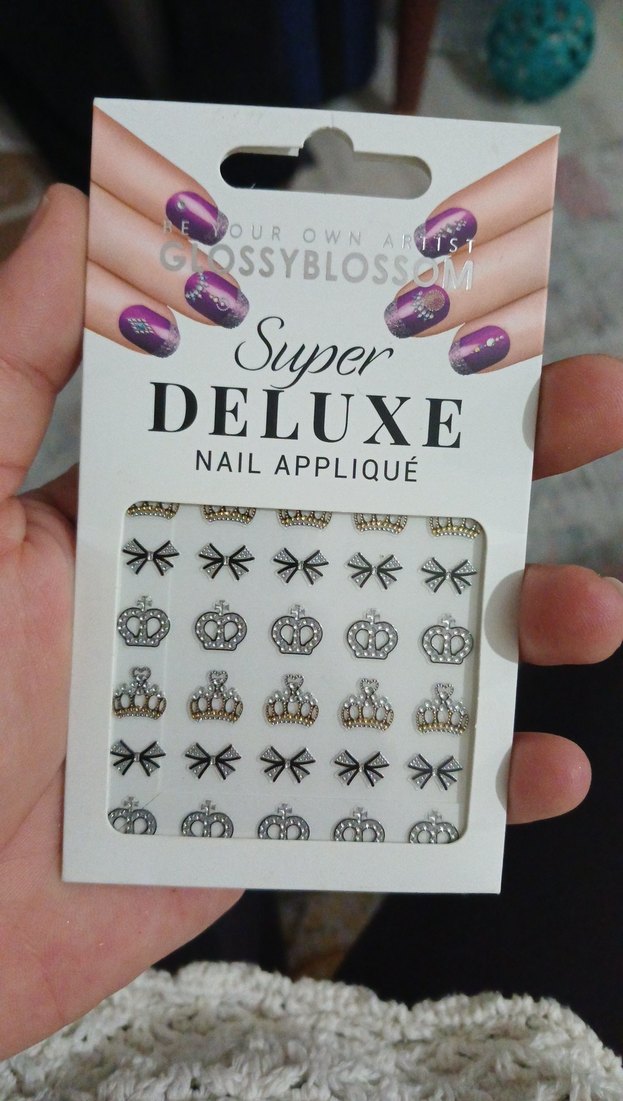 BE YOUR OWN ARTIST
GLOSSYBLOSSOM
Super
DELUXE
NAIL APPLIQUÉ